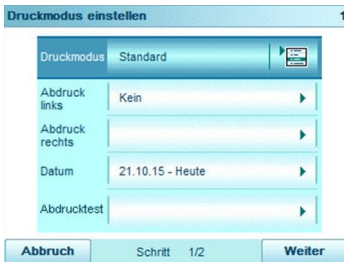 Druckmodus einstellen 1
Druckmodus Standard
Abdruck
links
Kein
Abdruck
rechts
Datum 21.10.15 - Heute
Abdrucktest
Abbruch Schritt 1/2 Weiter